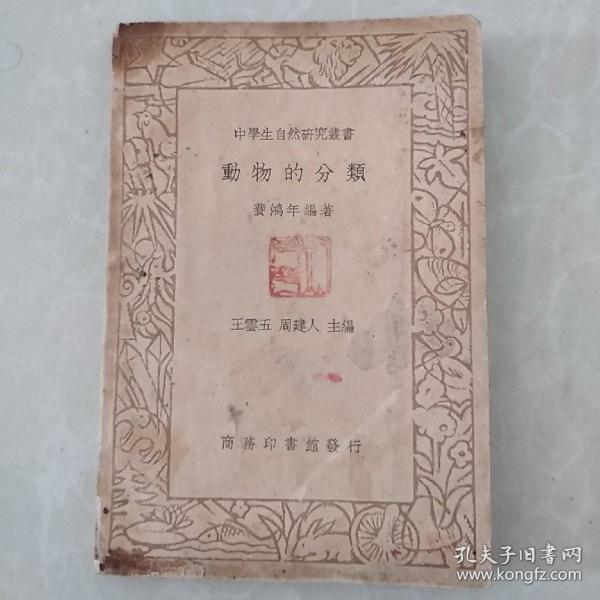 中學生自然研究叢書
動物的分類
費鴻年編著
王雲五 周建人 主編
商務印書館發行
孔夫子旧书网
www.kongfz.com